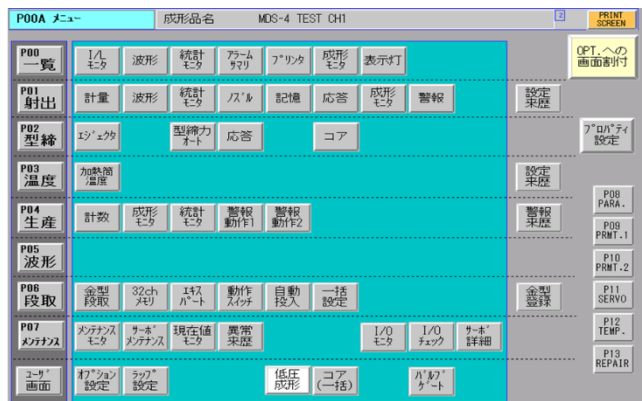 P00A メニュー 成形品名 MDS-4 TEST CH1 2 PRINT SCREEN
P00 一覧 I/L モニタ 波形 統計 モニタ アラーム サマリ プリンタ 成形 モニタ 表示灯 OPT.への 画面割付
P01 射出 計量 波形 統計 モニタ ノズル 記憶 応答 成形 モニタ 警報 設定 来歴
P02 型締 エジェクタ 型締力 オート 応答 コア プロパティ 設定
P03 温度 加熱筒 温度 設定 来歴
P08 PARA.
P04 生産 計数 成形 モニタ 統計 モニタ 警報 動作1 警報 動作2 警報 来歴
P09 PRMT.1
P05 波形
P10 PRMT.2
P06 段取 金型 段取 32ch メモリ エキス パート 動作 スイッチ 自動 投入 一括 設定 金型 登録
P11 SERVO
P07 メンテナンス メンテナンス モニタ サーボ メンテナンス 現在値 モニタ 異常 来歴 I/O モニタ I/O チェック サーボ 詳細
P12 TEMP.
P13 REPAIR
ユーザ 画面 オプション 設定 ラップ 設定 低圧 成形 コア (一括) バルブ ゲート